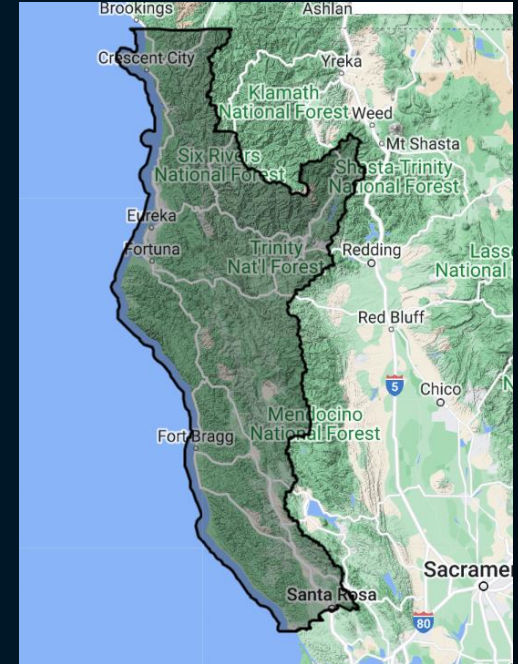 Brookings
Ashlan
Crescent City
Yreka
Klamath
National Forest
Weed
Mt Shasta
Six Rivers
National Forest
Shasta-Trinity
National Forest
Eureka
Fortuna
Trinity
Nat'l Forest
Redding
National
Red Bluff
5
Chico
Mendocino
National Forest
Fort Bragg
Santa Rosa
80